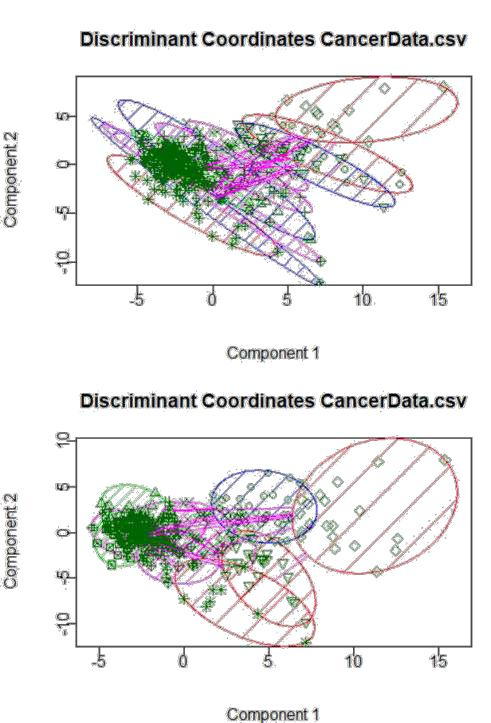 Discriminant Coordinates CancerData.csv
Component 2
5
0
-5
-10
-5 0 5 10 15
Component 1
Discriminant Coordinates CancerData.csv
Component 2
10
5
0
-5
-10
-5 0 5 10 15
Component 1